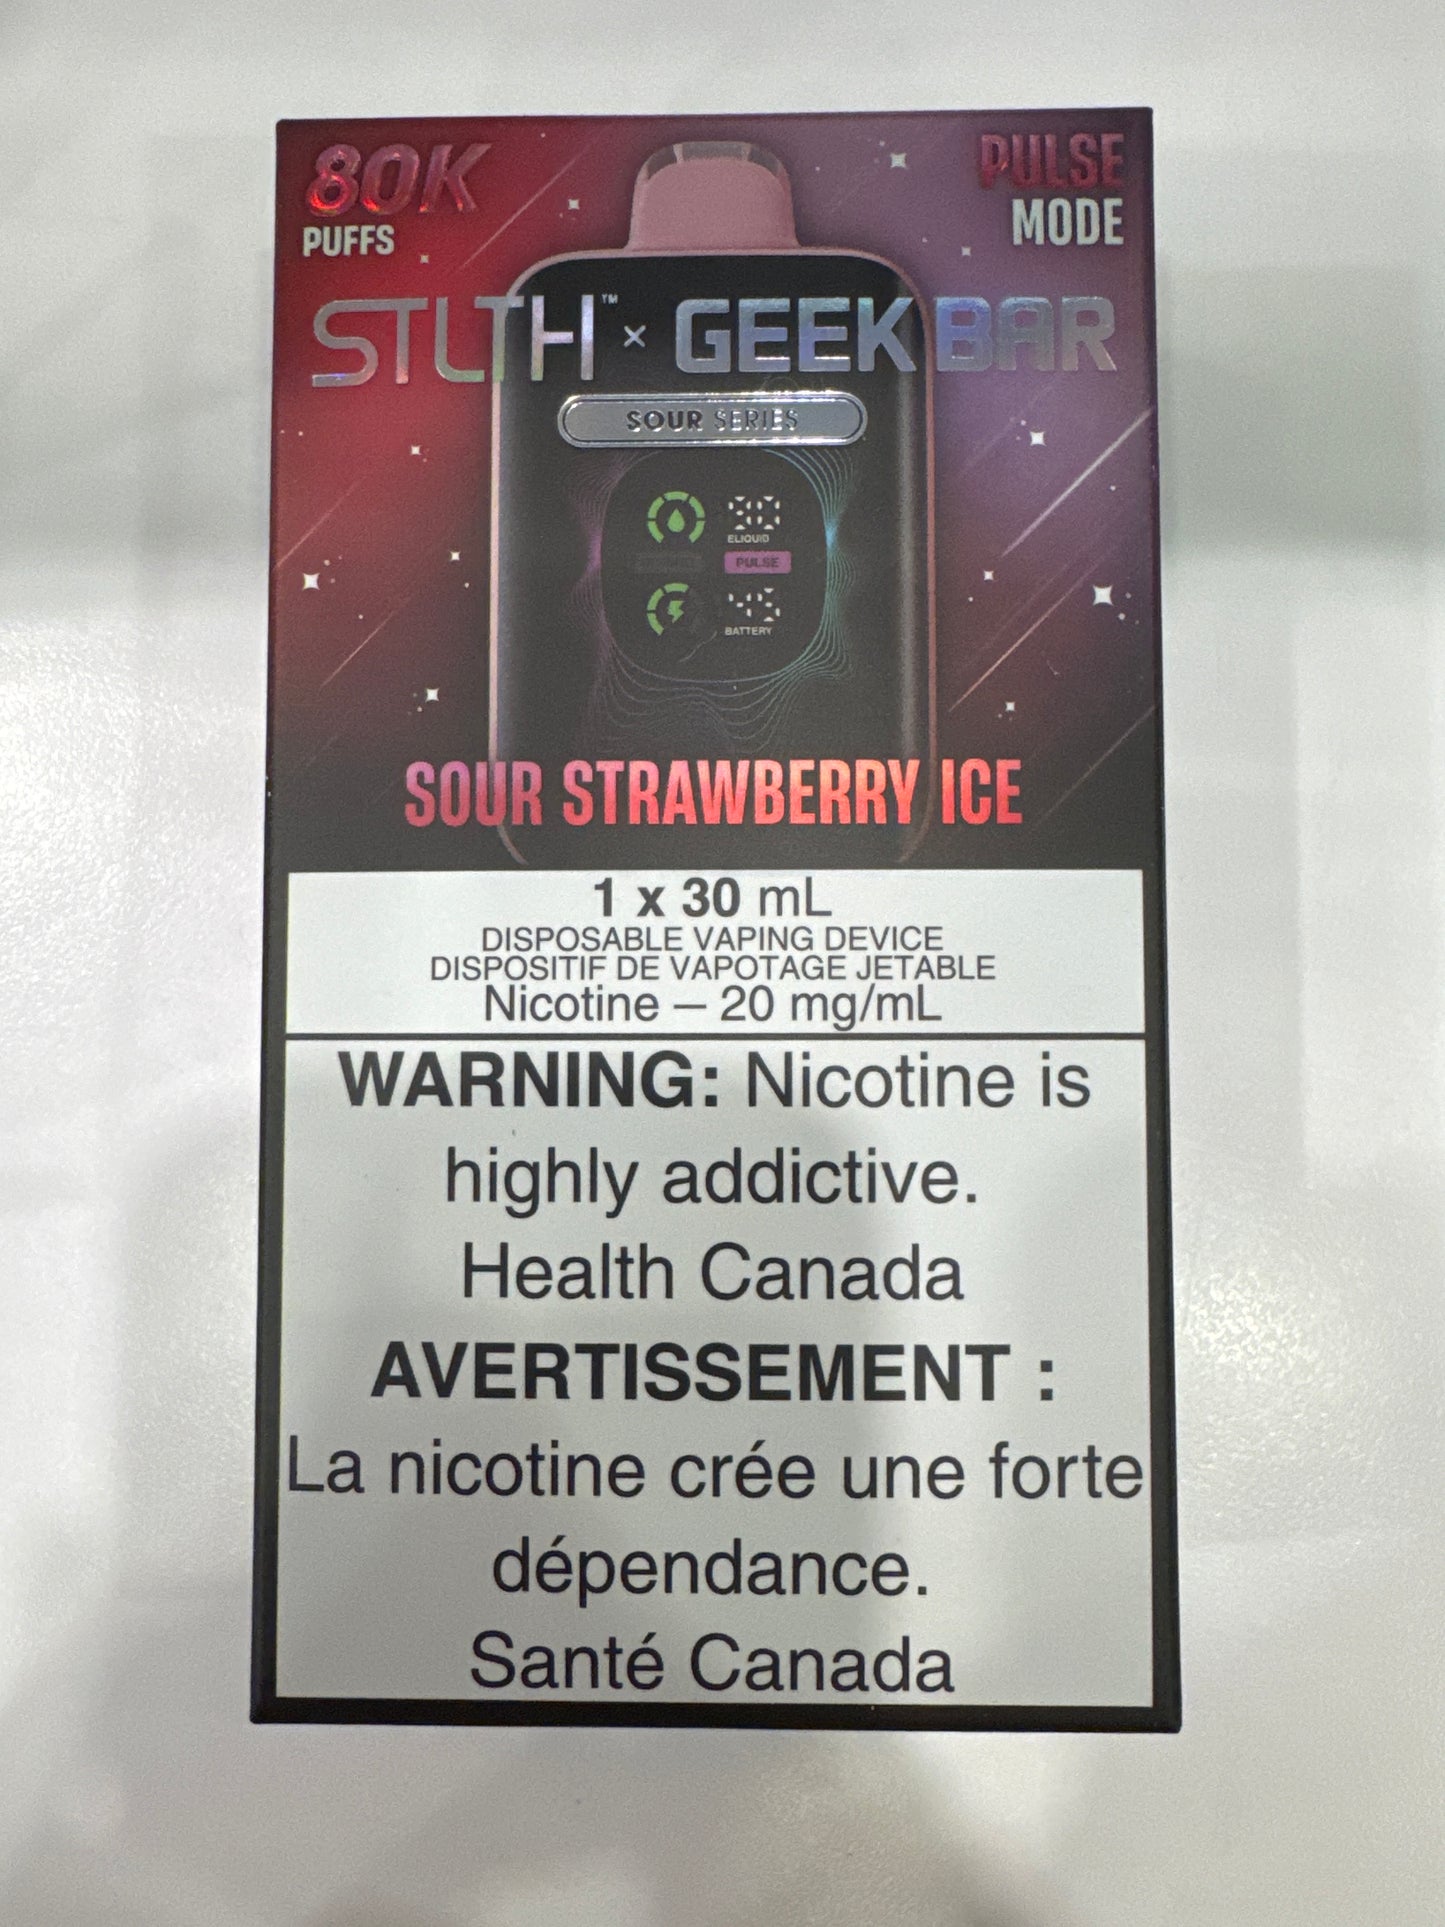 80K
PUFFS
PULSE
MODE
STLTH™ × GEEK BAR
SOUR SERIES
80
ELIQUID
PULSE
45
BATTERY
SOUR STRAWBERRY ICE
1 x 30 mL
DISPOSABLE VAPING DEVICE
DISPOSITIF DE VAPOTAGE JETABLE
Nicotine – 20 mg/mL
WARNING: Nicotine is
highly addictive.
Health Canada
AVERTISSEMENT :
La nicotine crée une forte
dépendance.
Santé Canada